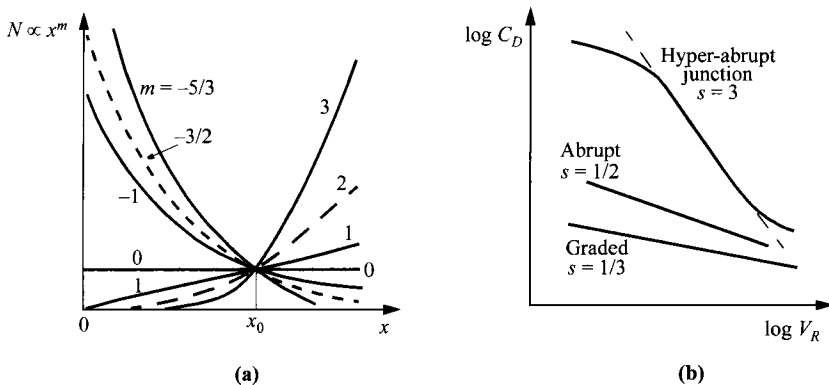 N ∝ x^m
m = −5/3
−3/2
−1
0
1
3
2
1
0
0
x₀
x
(a)
log C_D
Hyper-abrupt
junction
s = 3
Abrupt
s = 1/2
Graded
s = 1/3
log V_R
(b)